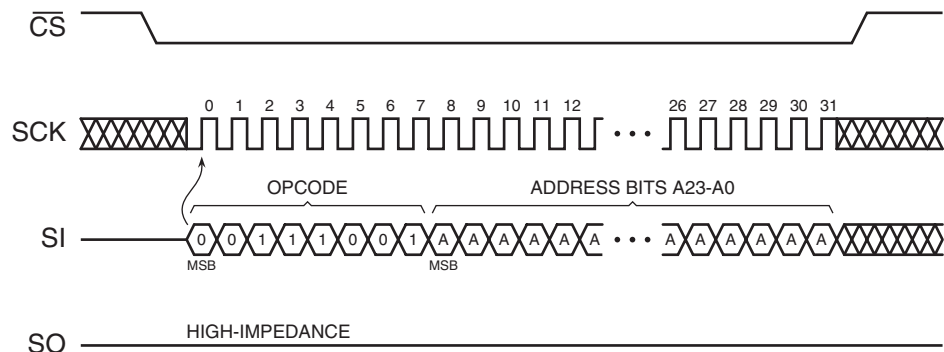 CS
0 1 2 3 4 5 6 7 8 9 10 11 12 26 27 28 29 30 31
SCK
OPCODE ADDRESS BITS A23-A0
SI 0 0 1 1 1 0 0 1 A A A A A A A A A A A A
MSB MSB
HIGH-IMPEDANCE
SO